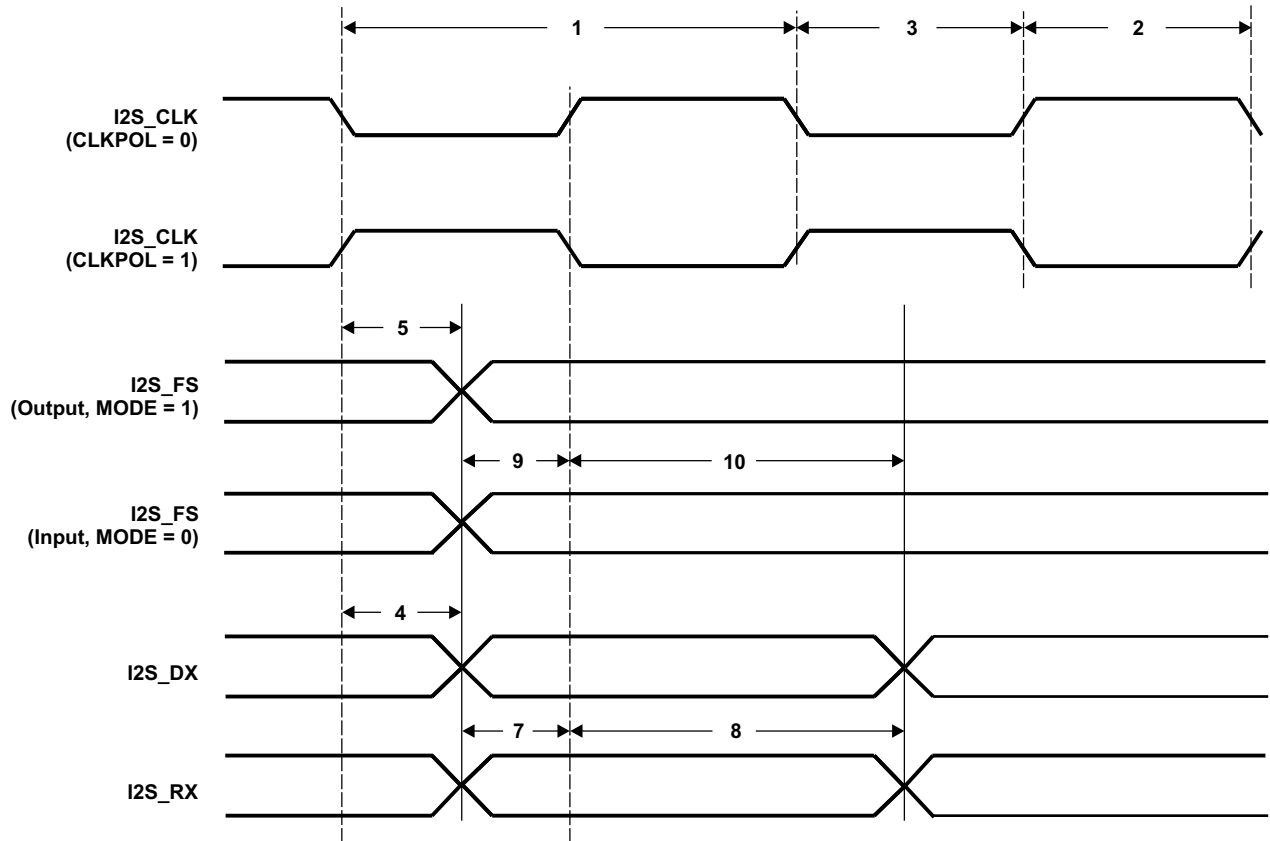 1
3
2
I2S_CLK
(CLKPOL = 0)
I2S_CLK
(CLKPOL = 1)
5
I2S_FS
(Output, MODE = 1)
9
10
I2S_FS
(Input, MODE = 0)
4
I2S_DX
7
8
I2S_RX